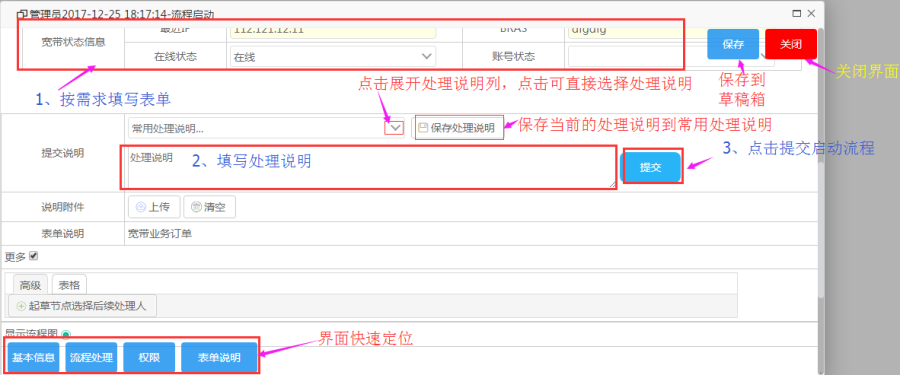 管理员2017-12-25 18:17:14-流程启动
最近IP 112.121.12.11 BRAS dfgdfg
宽带状态信息
保存 关闭
在线状态 在线 账号状态
关闭界面
点击展开处理说明列，点击可直接选择处理说明
保存到
草稿箱
1、按需求填写表单
常用处理说明... 保存处理说明
保存当前的处理说明到常用处理说明
提交说明
处理说明
2、填写处理说明
提交
3、点击提交启动流程
说明附件 上传 清空
表单说明 宽带业务订单
更多
高级 表格
起草节点选择后续处理人
显示流程图
界面快速定位
基本信息 流程处理 权限 表单说明